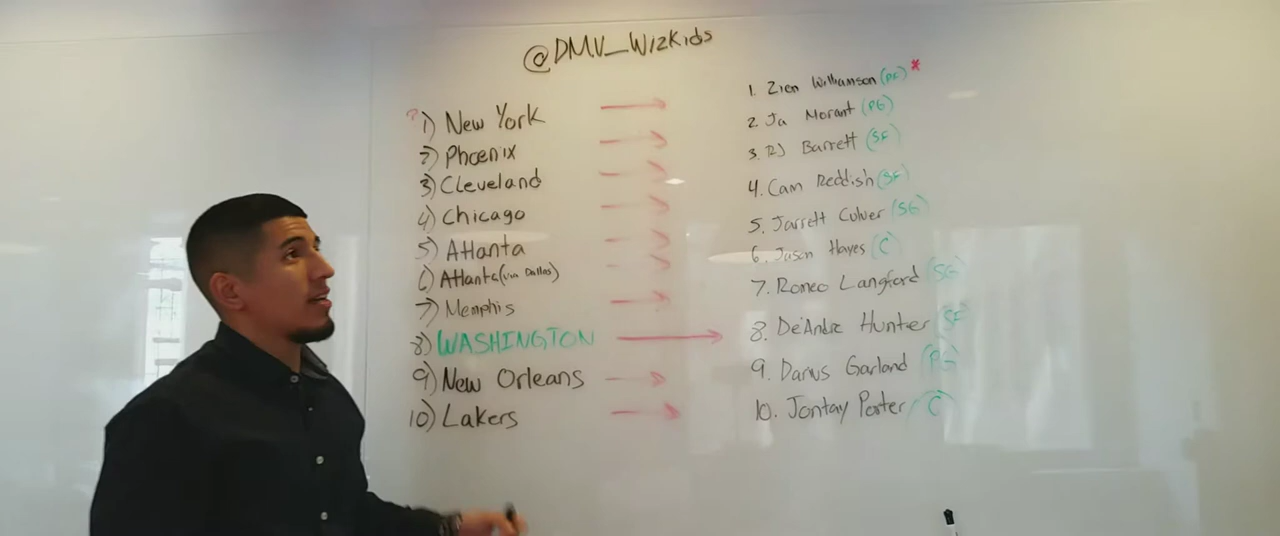 @DMV_WizKids
? 1) New York → 1. Zion Williamson (PF) *
2) Phoenix → 2. Ja Morant (PG)
3) Cleveland → 3. RJ Barrett (SF)
4) Chicago → 4. Cam Reddish (SF)
5) Atlanta → 5. Jarrett Culver (SG)
6) Atlanta (via Dallas) → 6. Jason Hayes (C)
7) Memphis → 7. Romeo Langford (SG)
8) WASHINGTON → 8. De'Andre Hunter SF
9) New Orleans → 9. Darius Garland (PG)
10) Lakers → 10. Jontay Porter (C)